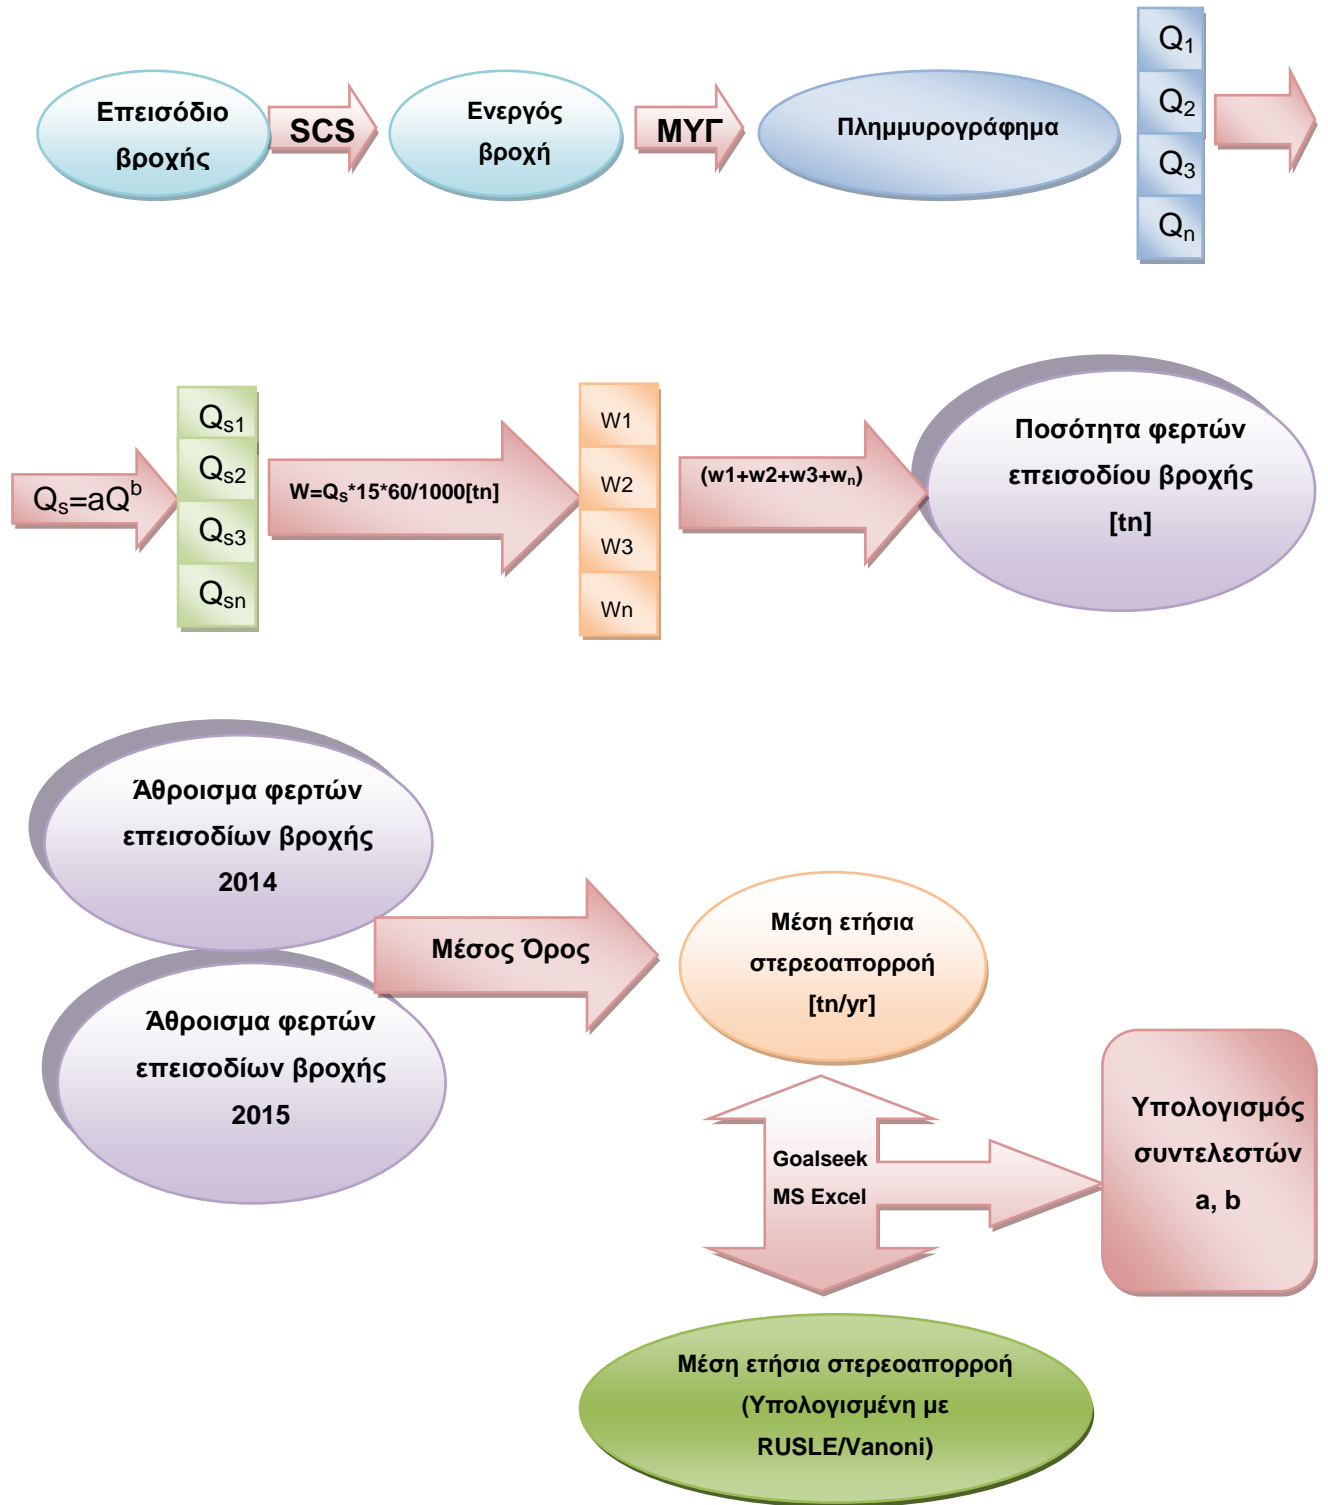 Επεισόδιο
βροχής
SCS
Ενεργός
βροχή
ΜΥΓ
Πλημμυρογράφημα
Q1
Q2
Q3
Qn
Qs=aQ^b
Qs1
Qs2
Qs3
Qsn
W=Qs*15*60/1000[tn]
W1
W2
W3
Wn
(w1+w2+w3+wn)
Ποσότητα φερτών
επεισοδίου βροχής
[tn]
Άθροισμα φερτών
επεισοδίων βροχής
2014
Άθροισμα φερτών
επεισοδίων βροχής
2015
Μέσος Όρος
Μέση ετήσια
στερεοαπορροή
[tn/yr]
Goalseek
MS Excel
Υπολογισμός
συντελεστών
a, b
Μέση ετήσια στερεοαπορροή
(Υπολογισμένη με
RUSLE/Vanoni)